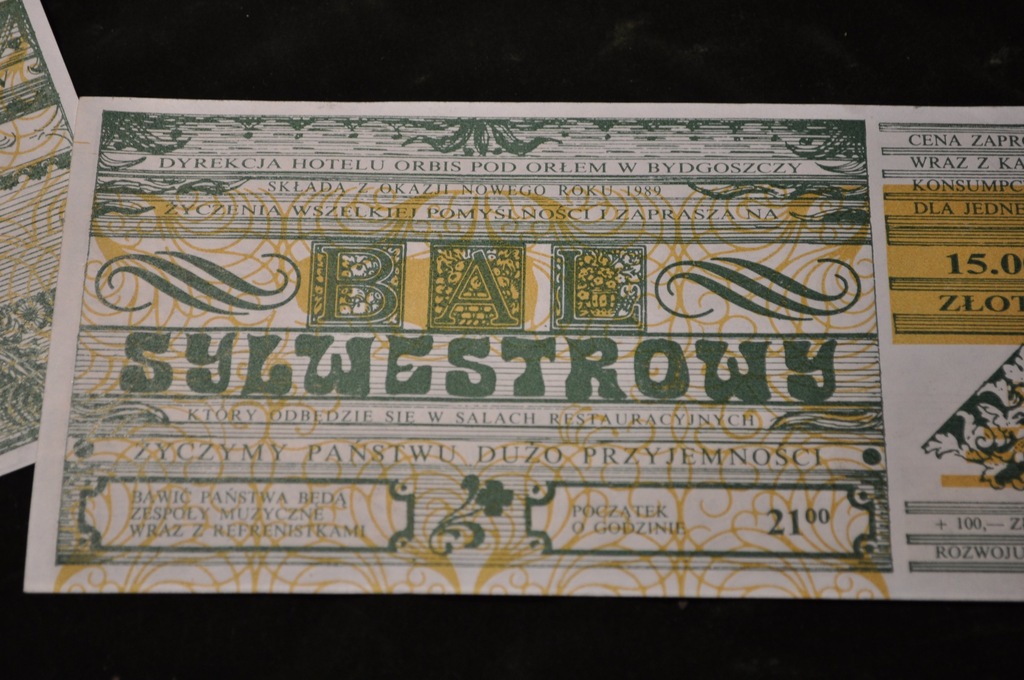 DYREKCJA HOTELU ORBIS POD ORŁEM W BYDGOSZCZY
SKŁADA Z OKAZJI NOWEGO ROKU 1989
ŻYCZENIA WSZELKIEJ POMYŚLNOŚCI I ZAPRASZA NA
BAL
SYLWESTROWY
KTÓRY ODBĘDZIE SIĘ W SALACH RESTAURACYJNYCH
ŻYCZYMY PAŃSTWU DUŻO PRZYJEMNOŚCI
BAWIĆ PAŃSTWA BĘDĄ
ZESPOŁY MUZYCZNE
WRAZ Z REFRENISTKAMI
POCZĄTEK
O GODZINIE
21⁰⁰
CENA ZAPRO
WRAZ Z KA
KONSUMPC
DLA JEDNE
15.0
ZŁOT
+ 100,— Z
ROZWOJU